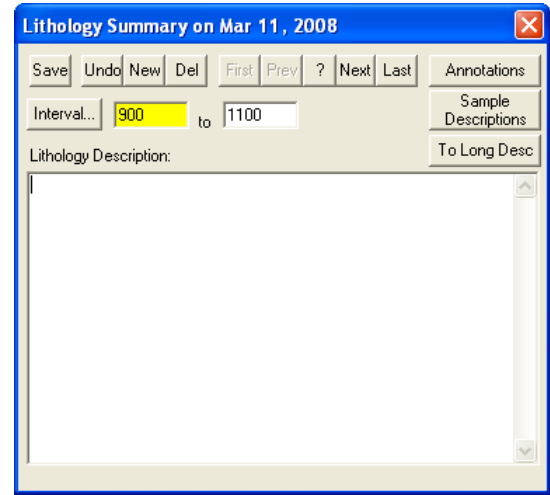 Lithology Summary on Mar 11, 2008
Save Undo New Del First Prev ? Next Last Annotations
Interval... 900 to 1100 Sample Descriptions
Lithology Description: To Long Desc